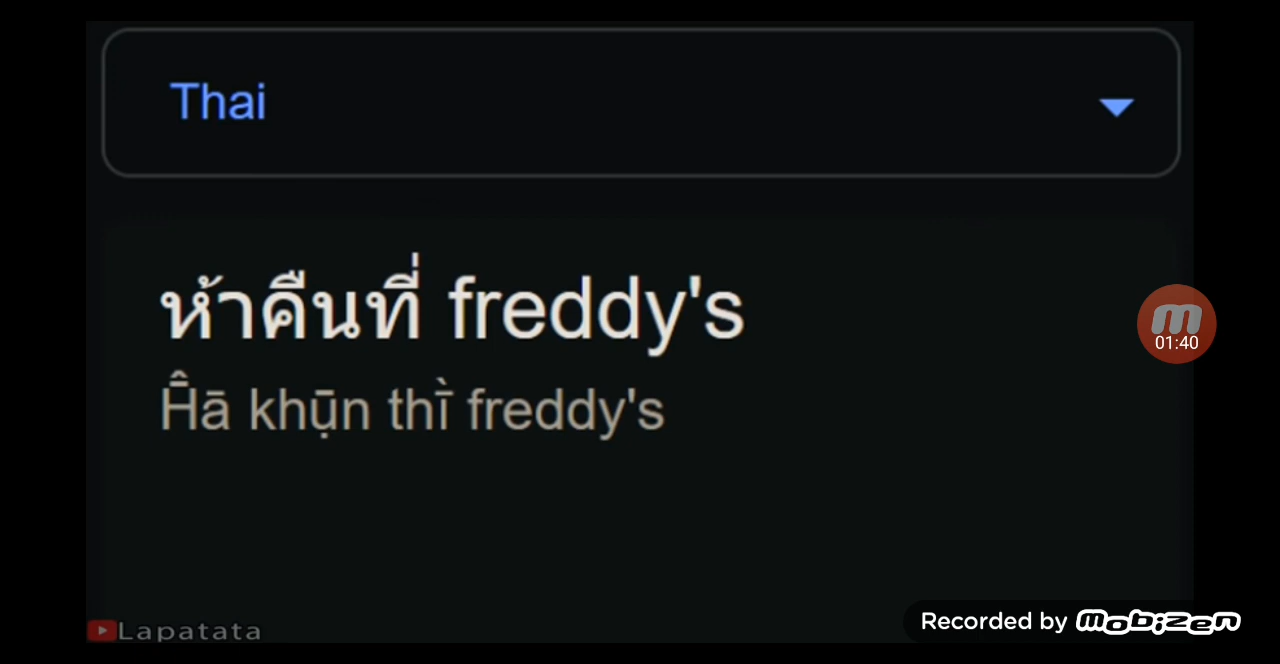 Thai
ห้าคืนที่ freddy's
H̄̂ā khụ̄n thī̀ freddy's
01:40
Lapatata
Recorded by mobizen